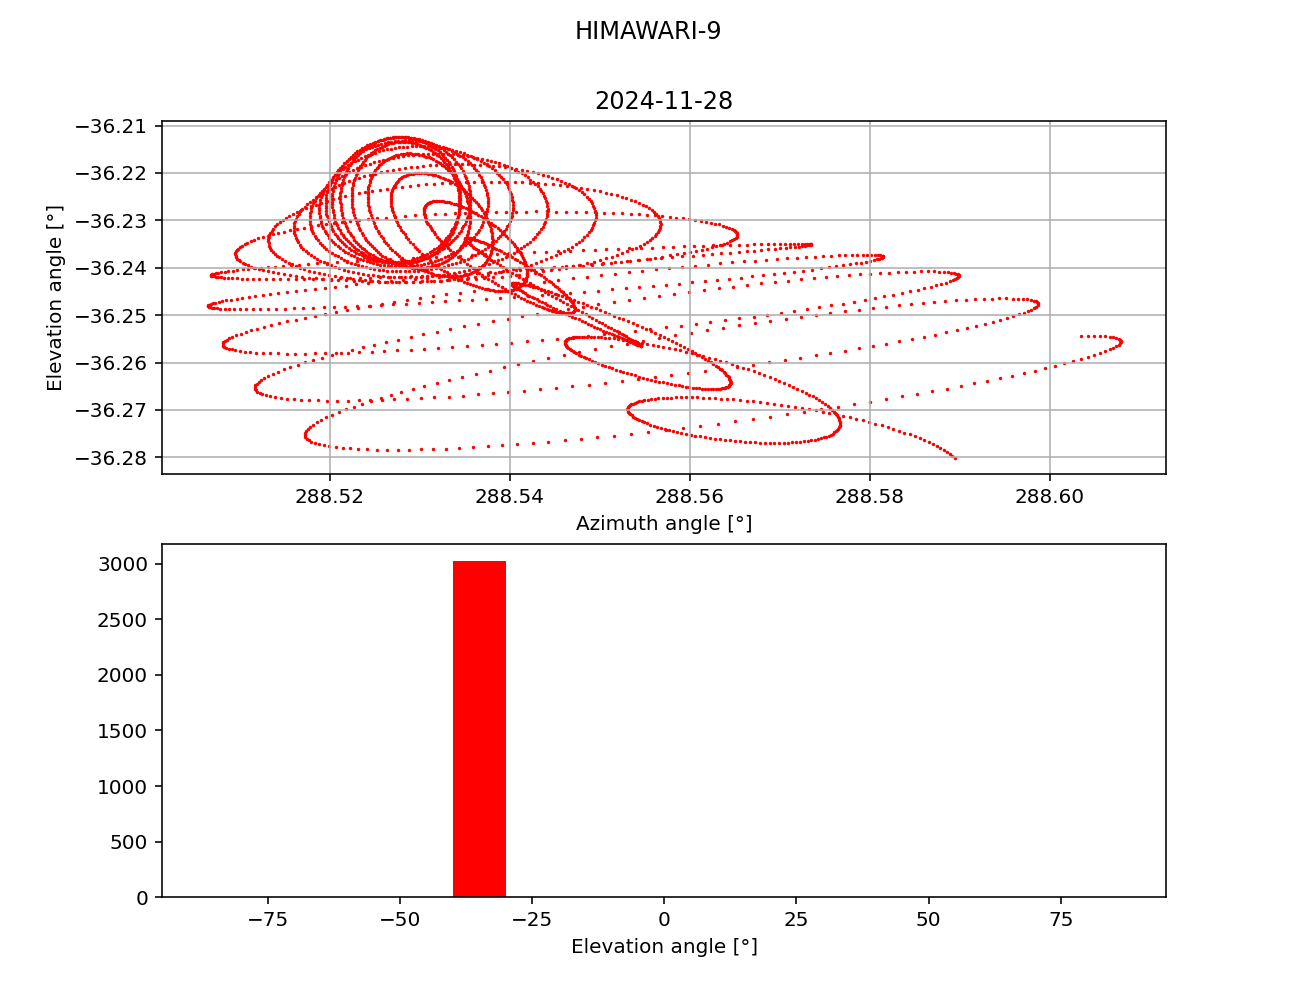 HIMAWARI-9
2024-11-28
−36.21
−36.22
−36.23
−36.24
−36.25
−36.26
−36.27
−36.28
Elevation angle [°]
288.52 288.54 288.56 288.58 288.60
Azimuth angle [°]
3000
2500
2000
1500
1000
500
0
−75 −50 −25 0 25 50 75
Elevation angle [°]